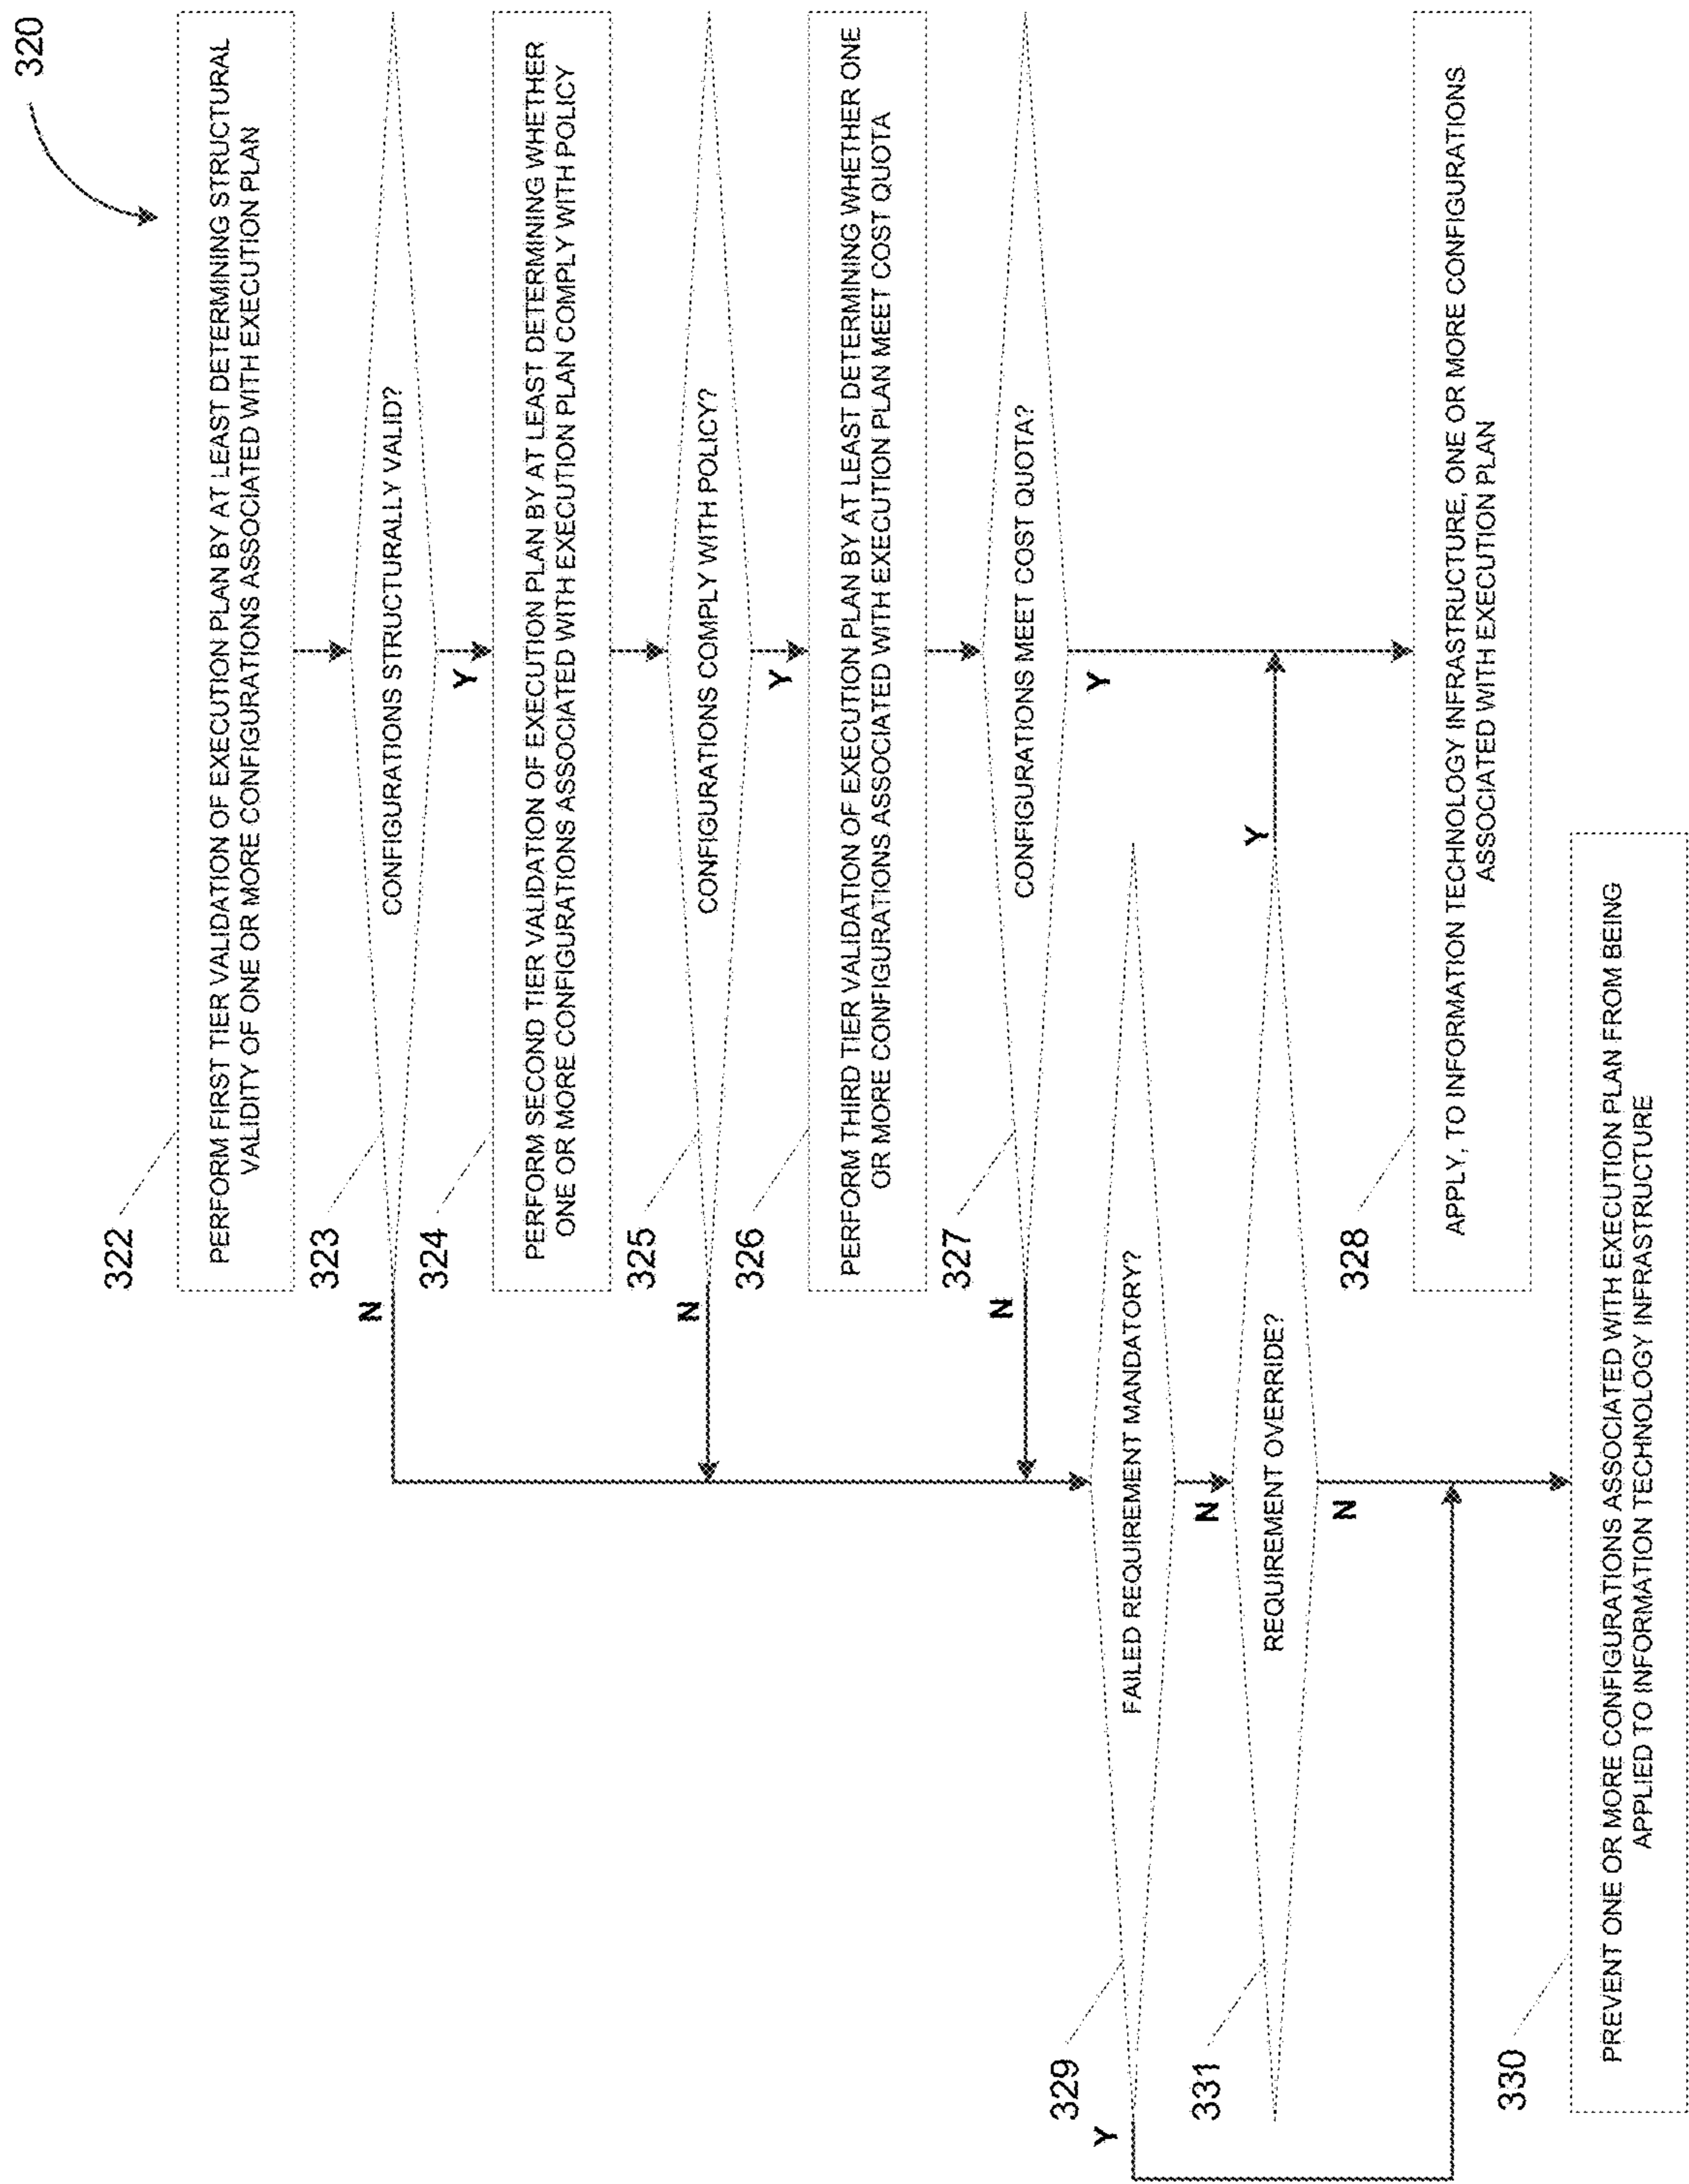 320
322
PERFORM FIRST TIER VALIDATION OF EXECUTION PLAN BY AT LEAST DETERMINING STRUCTURAL
VALIDITY OF ONE OR MORE CONFIGURATIONS ASSOCIATED WITH EXECUTION PLAN
323
CONFIGURATIONS STRUCTURALLY VALID?
N
Y
324
PERFORM SECOND TIER VALIDATION OF EXECUTION PLAN BY AT LEAST DETERMINING WHETHER
ONE OR MORE CONFIGURATIONS ASSOCIATED WITH EXECUTION PLAN COMPLY WITH POLICY
325
CONFIGURATIONS COMPLY WITH POLICY?
N
Y
326
PERFORM THIRD TIER VALIDATION OF EXECUTION PLAN BY AT LEAST DETERMINING WHETHER ONE
OR MORE CONFIGURATIONS ASSOCIATED WITH EXECUTION PLAN MEET COST QUOTA
327
CONFIGURATIONS MEET COST QUOTA?
N
Y
329
FAILED REQUIREMENT MANDATORY?
Y
N
331
REQUIREMENT OVERRIDE?
Y
N
328
APPLY, TO INFORMATION TECHNOLOGY INFRASTRUCTURE, ONE OR MORE CONFIGURATIONS
ASSOCIATED WITH EXECUTION PLAN
330
PREVENT ONE OR MORE CONFIGURATIONS ASSOCIATED WITH EXECUTION PLAN FROM BEING
APPLIED TO INFORMATION TECHNOLOGY INFRASTRUCTURE